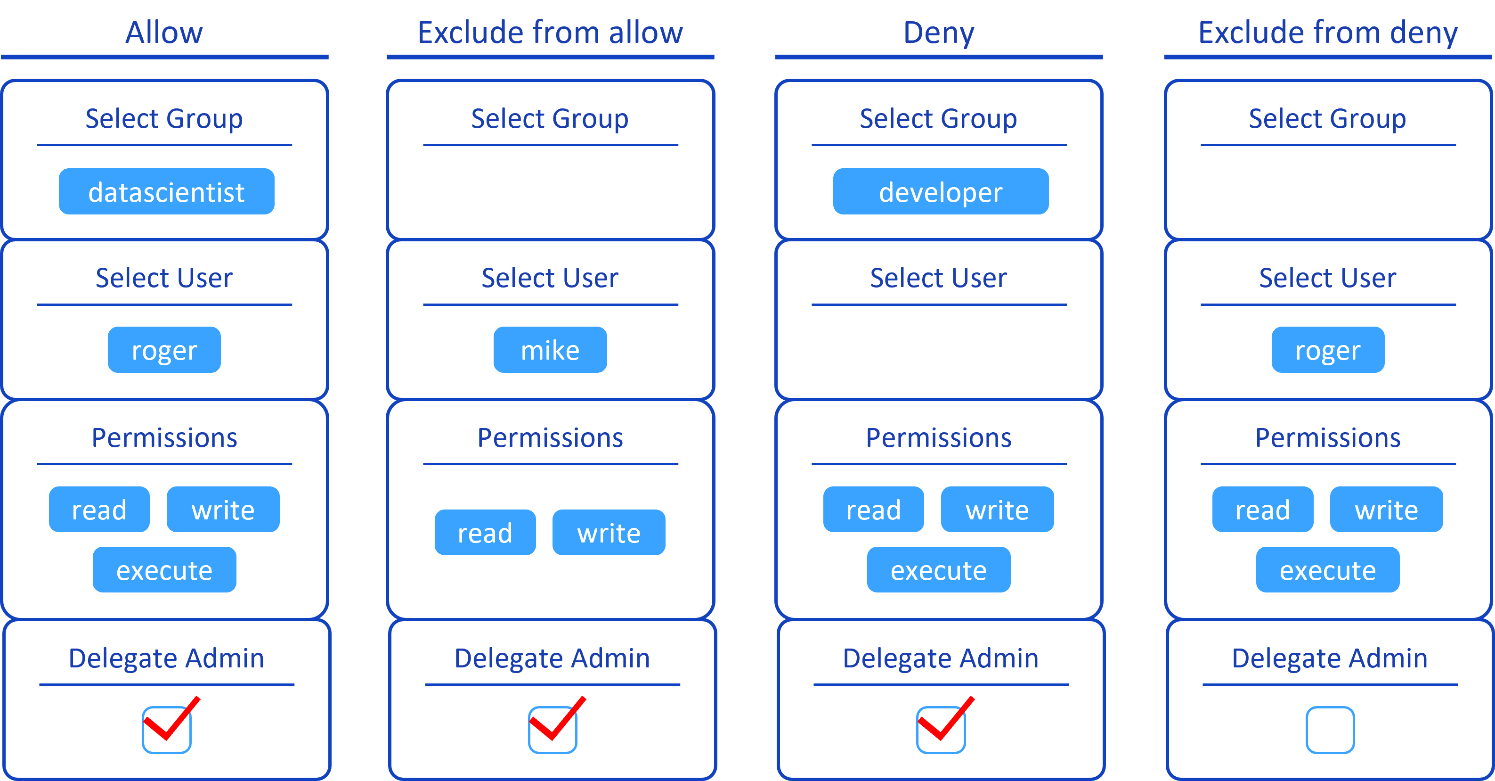 Allow
Select Group
datascientist
Select User
roger
Permissions
read write
execute
Delegate Admin
Exclude from allow
Select Group
Select User
mike
Permissions
read write
Delegate Admin
Deny
Select Group
developer
Select User
Permissions
read write
execute
Delegate Admin
Exclude from deny
Select Group
Select User
roger
Permissions
read write
execute
Delegate Admin